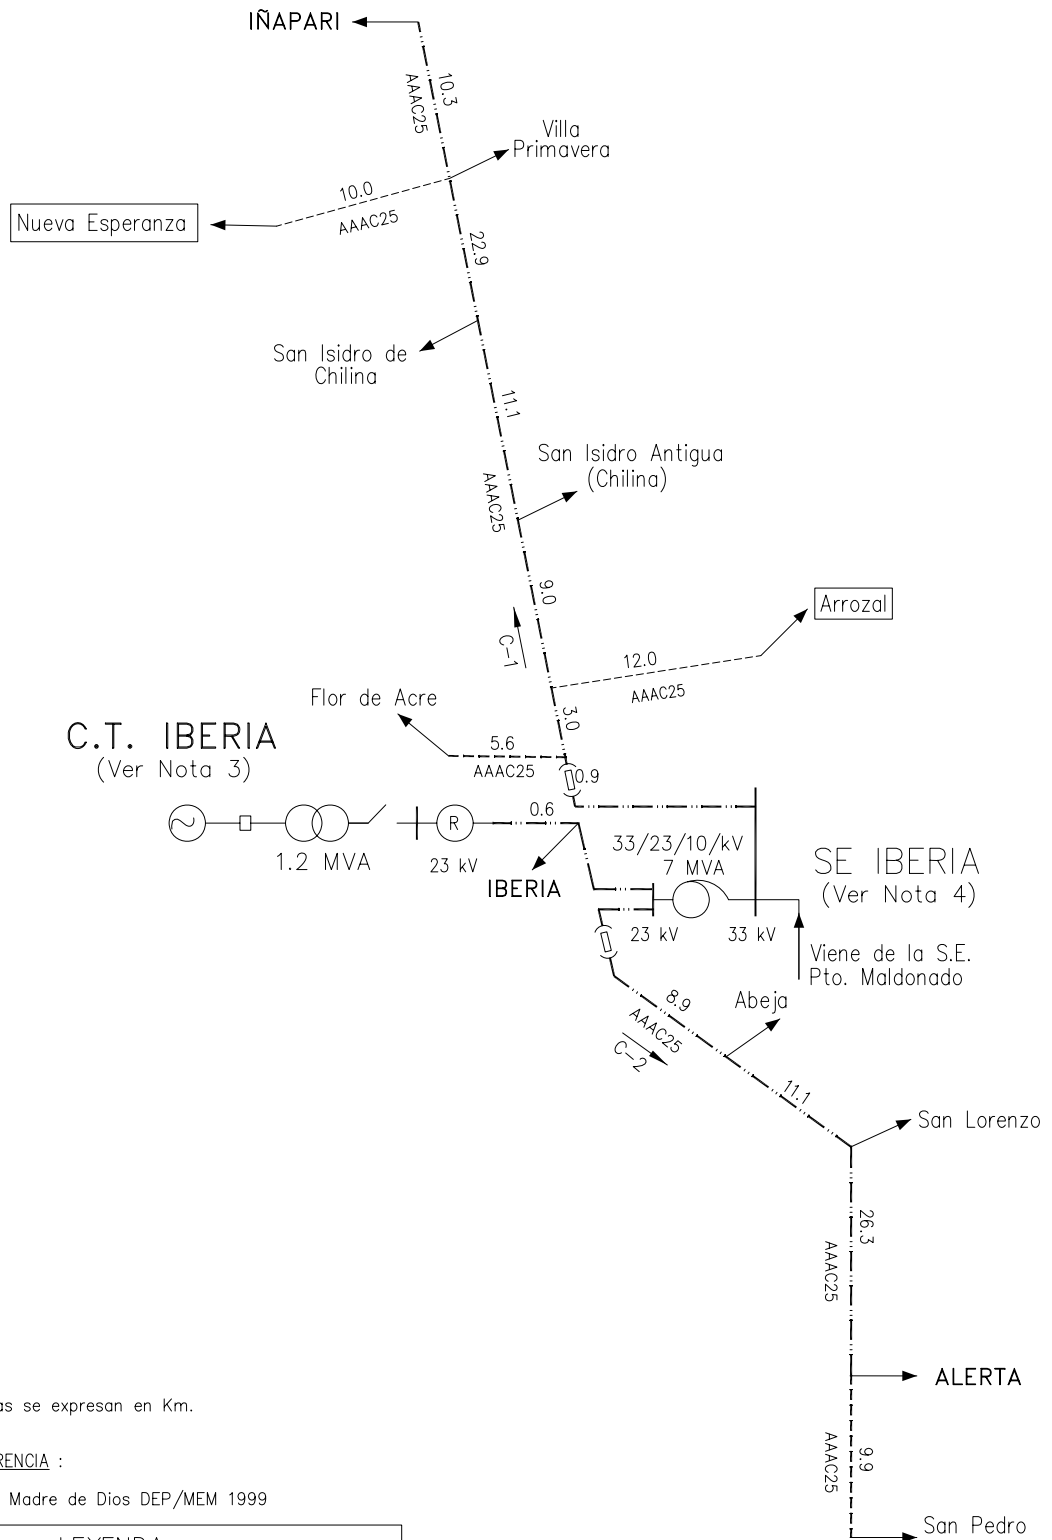 IÑAPARI
10.3
AAAC25
Villa
Primavera
10.0
AAAC25
Nueva Esperanza
22.9
San Isidro de
Chilina
11.1
San Isidro Antigua
(Chilina)
AAAC25
9.0
C-1
Arrozal
12.0
AAAC25
Flor de Acre
3.0
C.T. IBERIA
(Ver Nota 3)
5.6
AAAC25
0.9
0.6
R
1.2 MVA
23 kV
IBERIA
33/23/10/kV
7 MVA
SE IBERIA
(Ver Nota 4)
23 kV
33 kV
Viene de la S.E.
Pto. Maldonado
8.9
AAAC25
C-2
Abeja
11.1
San Lorenzo
26.3
AAAC25
ALERTA
as se expresan en Km.
9.9
AAAC25
RENCIA :
Madre de Dios DEP/MEM 1999
San Pedro